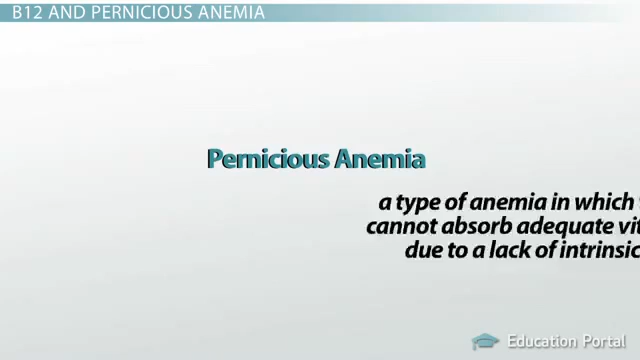 B12 AND PERNICIOUS ANEMIA
Pernicious Anemia
a type of anemia in which
cannot absorb adequate
due to a lack of intrinsic
Education Portal